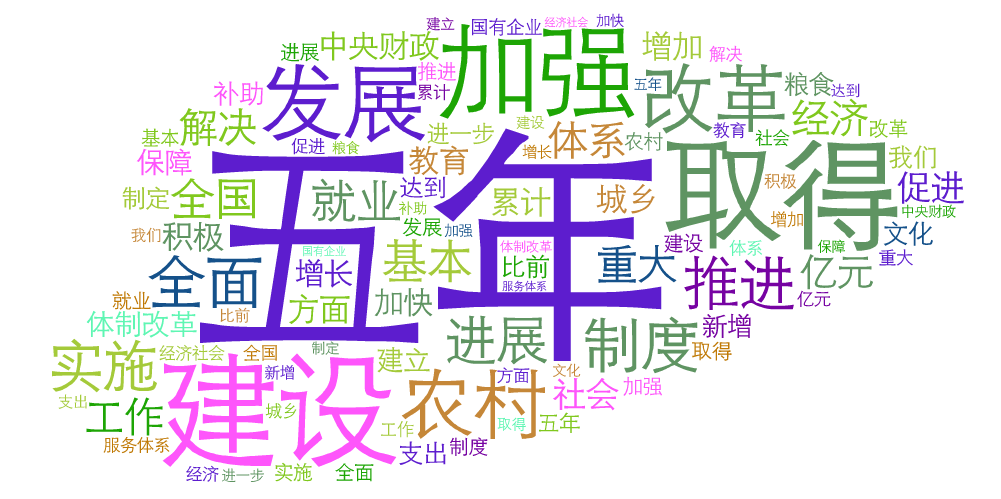 建立
国有企业
经济社会
加快
进展
中央财政
加强
增加
解决
推进
发展
改革
五年
达到
补助
累计
粮食
解决
基本
促进
粮食
进一步
建设
增长
体系
农村
教育
社会
经济
改革
保障
教育
五年
取得
我们
制定
全国
就业
达到
补助
累计
城乡
积极
促进
我们
积极
发展
加强
增加
中央财政
文化
全面
国有企业
增长
基本
体制改革
比前
服务体系
重大
建设
体系
保障
重大
推进
亿元
亿元
就业
比前
方面
加快
体制改革
进展
制度
新增
实施
经济社会
全国
制定
建立
取得
新增
建设
农村
方面
文化
社会
加强
支出
工作
城乡
工作
取得
五年
服务体系
支出
制度
经济
进一步
实施
全面